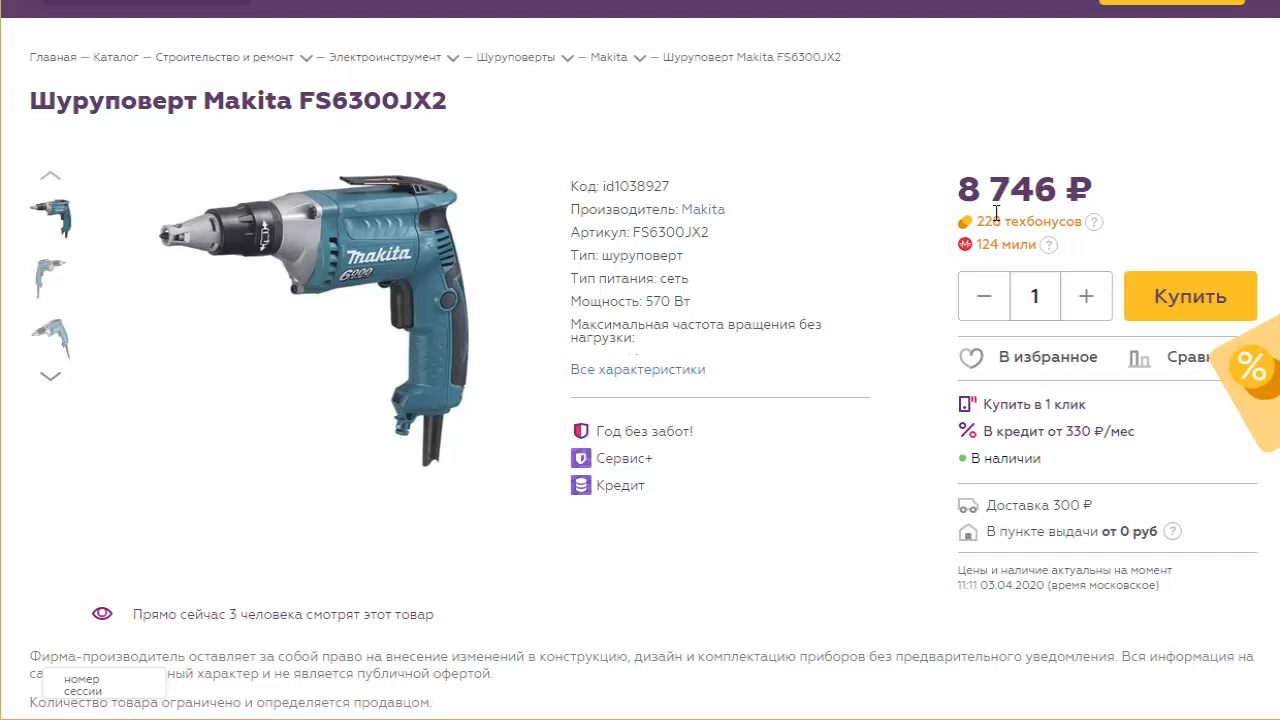 Главная — Каталог — Строительство и ремонт — Электроинструмент — Шуруповерты — Makita — Шуруповерт Makita FS6300JX2
Шуруповерт Makita FS6300JX2
makita
6000
Код: id1038927
Производитель: Makita
Артикул: FS6300JX2
Тип: шуруповерт
Тип питания: сеть
Мощность: 570 Вт
Максимальная частота вращения без
нагрузки:
Все характеристики
Год без забот!
Сервис+
Кредит
8 746 ₽
техбонусов ?
124 мили ?
− 1 + Купить
В избранное
Купить в 1 клик
В кредит от 330 ₽/мес
В наличии
Доставка 300 ₽
В пункте выдачи от 0 руб ?
Цены и наличие актуальны на момент
11:11 03.04.2020 (время московское)
%
Прямо сейчас 3 человека смотрят этот товар
Фирма-производитель оставляет за собой право на внесение изменений в конструкцию, дизайн и комплектацию приборов без предварительного уведомления. Вся информация на
характер и не является публичной офертой.
номер
сессии
Количество товара ограничено и определяется продавцом.